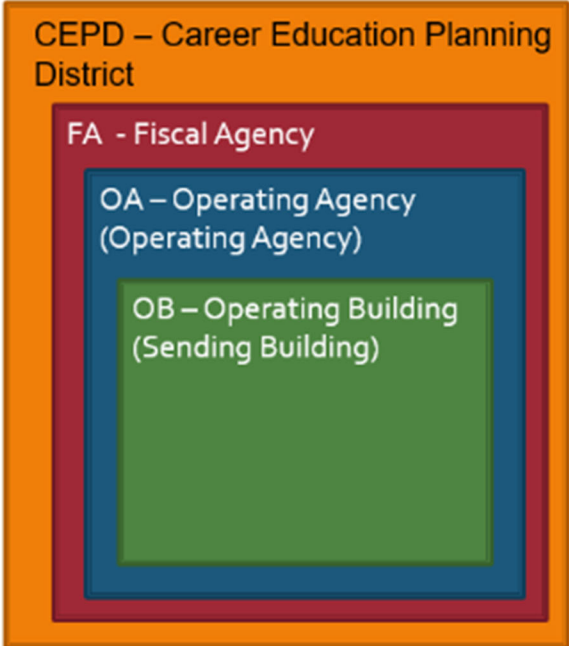 CEPD – Career Education Planning
District
FA - Fiscal Agency
OA – Operating Agency
(Operating Agency)
OB – Operating Building
(Sending Building)